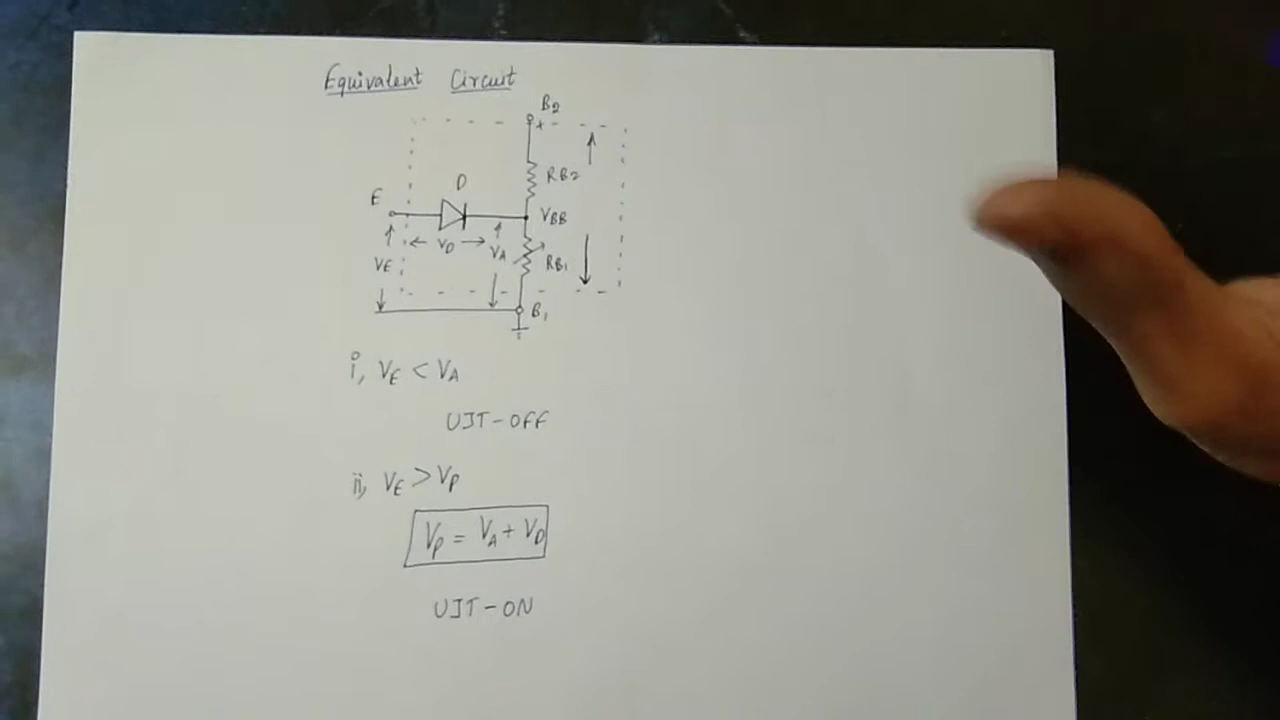 Equivalent Circuit
B2
+
RB2
D
E
VBB
VD
VA
VE
RB1
B1
i, VE < VA
UJT-OFF
ii, VE > VP
VP = VA + VD
UJT-ON